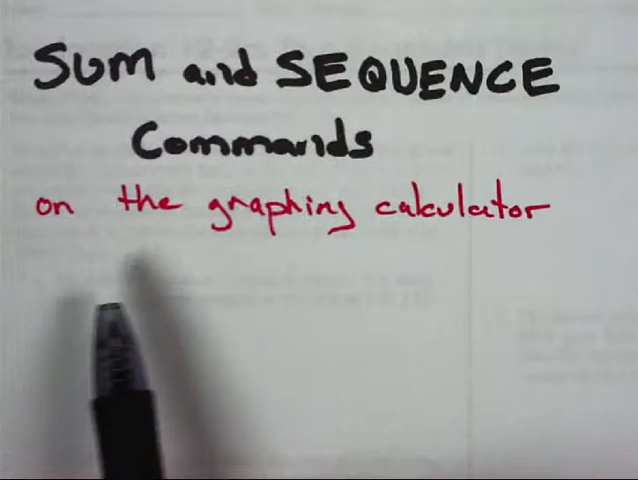 SUM and SEQUENCE
Commands
on the graphing calculator